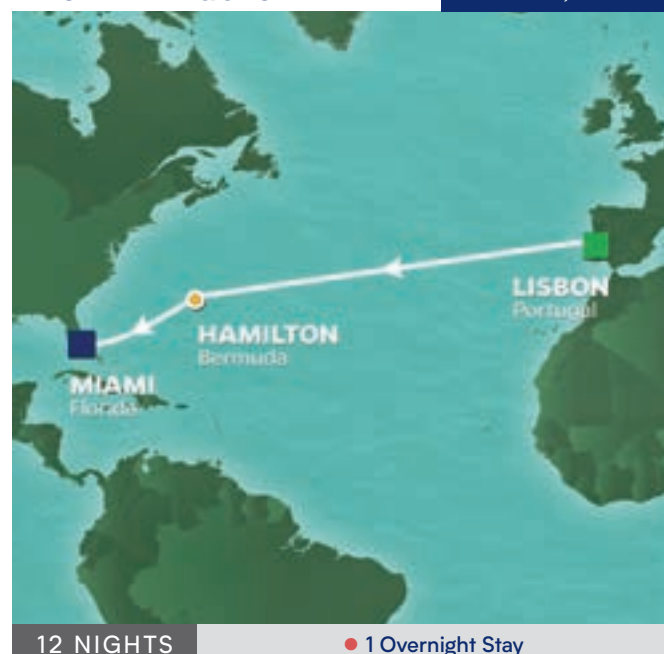 LISBON
Portugal
HAMILTON
Bermuda
MIAMI
Florida
12 NIGHTS
1 Overnight Stay